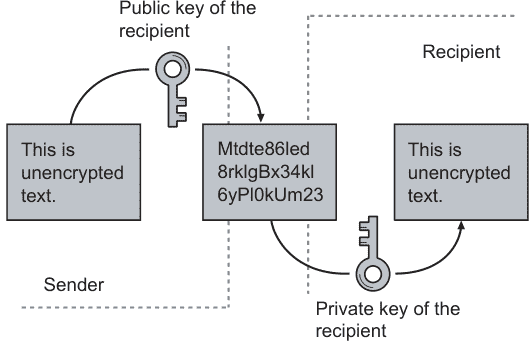 Public key of the
recipient
Recipient
This is
unencrypted
text.
Mtdte86led
8rklgBx34kl
6yPl0kUm23
This is
unencrypted
text.
Sender
Private key of the
recipient